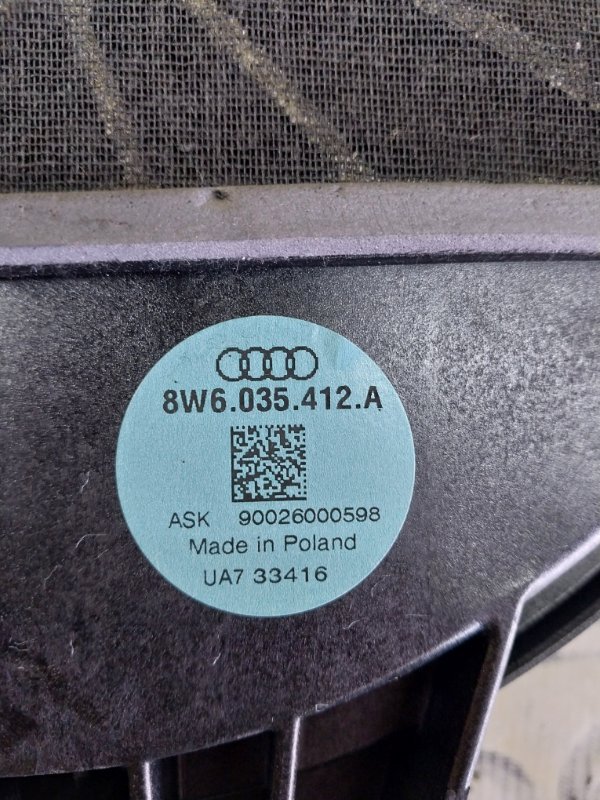 8W6.035.412.A
ASK 90026000598
Made in Poland
UA7 33416